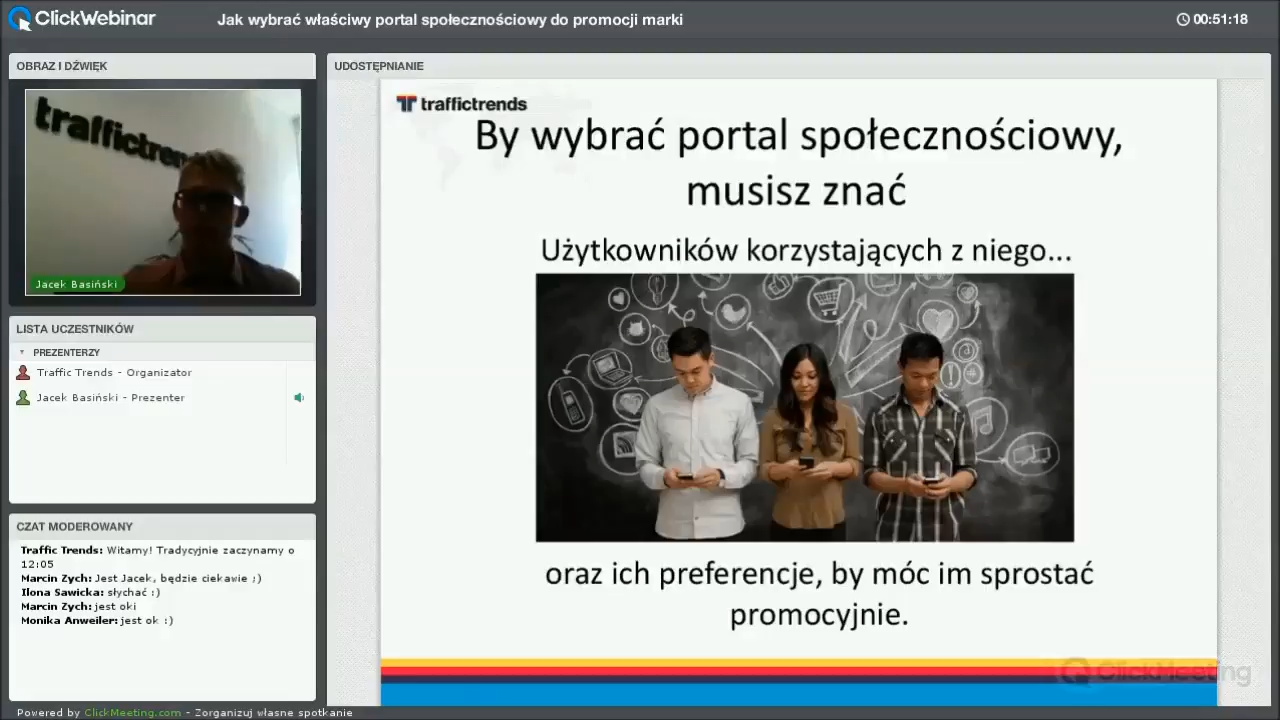 ClickWebinar
Jak wybrać właściwy portal społecznościowy do promocji marki
00:51:18
OBRAZ I DŹWIĘK
traffictren
Jacek Basiński
LISTA UCZESTNIKÓW
PREZENTERZY
Traffic Trends - Organizator
Jacek Basiński - Prezenter
CZAT MODEROWANY
Traffic Trends: Witamy! Tradycyjnie zaczynamy o
12:05
Marcin Zych: Jest Jacek, będzie ciekawie ;)
Ilona Sawicka: słychać :)
Marcin Zych: jest oki
Monika Anweiler: jest ok :)
UDOSTĘPNIANIE
traffictrends
By wybrać portal społecznościowy,
musisz znać
Użytkowników korzystających z niego...
oraz ich preferencje, by móc im sprostać
promocyjnie.
ClickMeeting
Powered by ClickMeeting.com - Zorganizuj własne spotkanie